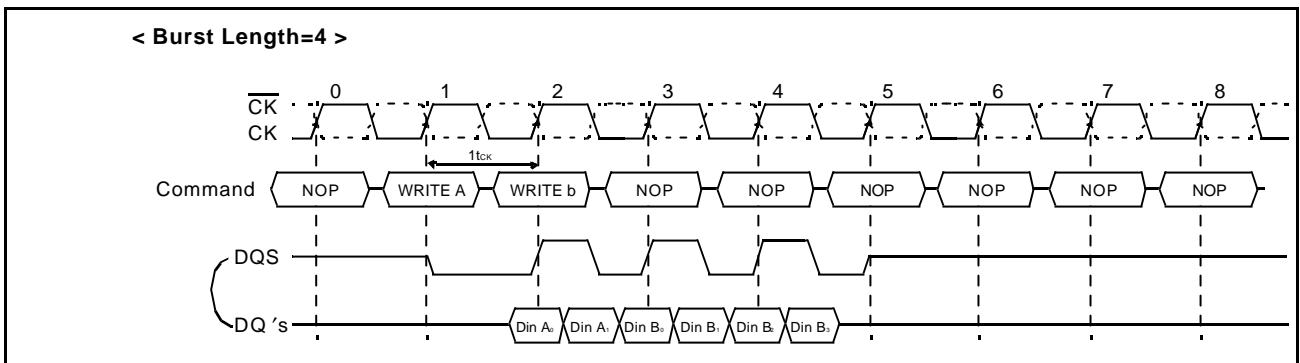 < Burst Length=4 >
0 1 2 3 4 5 6 7 8
CK
CK
1tCK
Command NOP WRITE A WRITE b NOP NOP NOP NOP NOP NOP
DQS
DQ ′s Din A₀ Din A₁ Din B₀ Din B₁ Din B₂ Din B₃